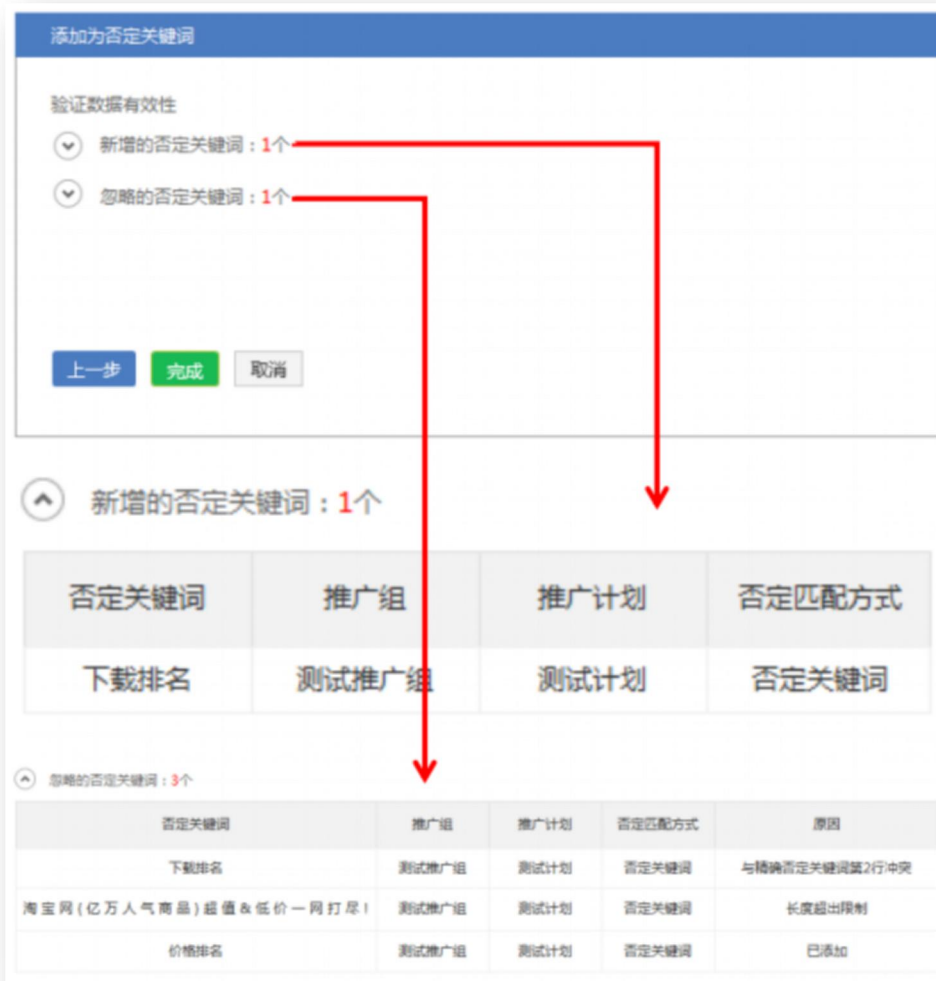 添加为否定关键词
验证数据有效性
新增的否定关键词：1个
忽略的否定关键词：1个
上一步 完成 取消
新增的否定关键词：1个
否定关键词 推广组 推广计划 否定匹配方式
下载排名 测试推广组 测试计划 否定关键词
忽略的否定关键词：3个
否定关键词 推广组 推广计划 否定匹配方式 原因
下载排名 测试推广组 测试计划 否定关键词 与精确否定关键词第2行冲突
淘宝网(亿万人气商品)超值&低价一网打尽! 测试推广组 测试计划 否定关键词 长度超出限制
价格排名 测试推广组 测试计划 否定关键词 已添加